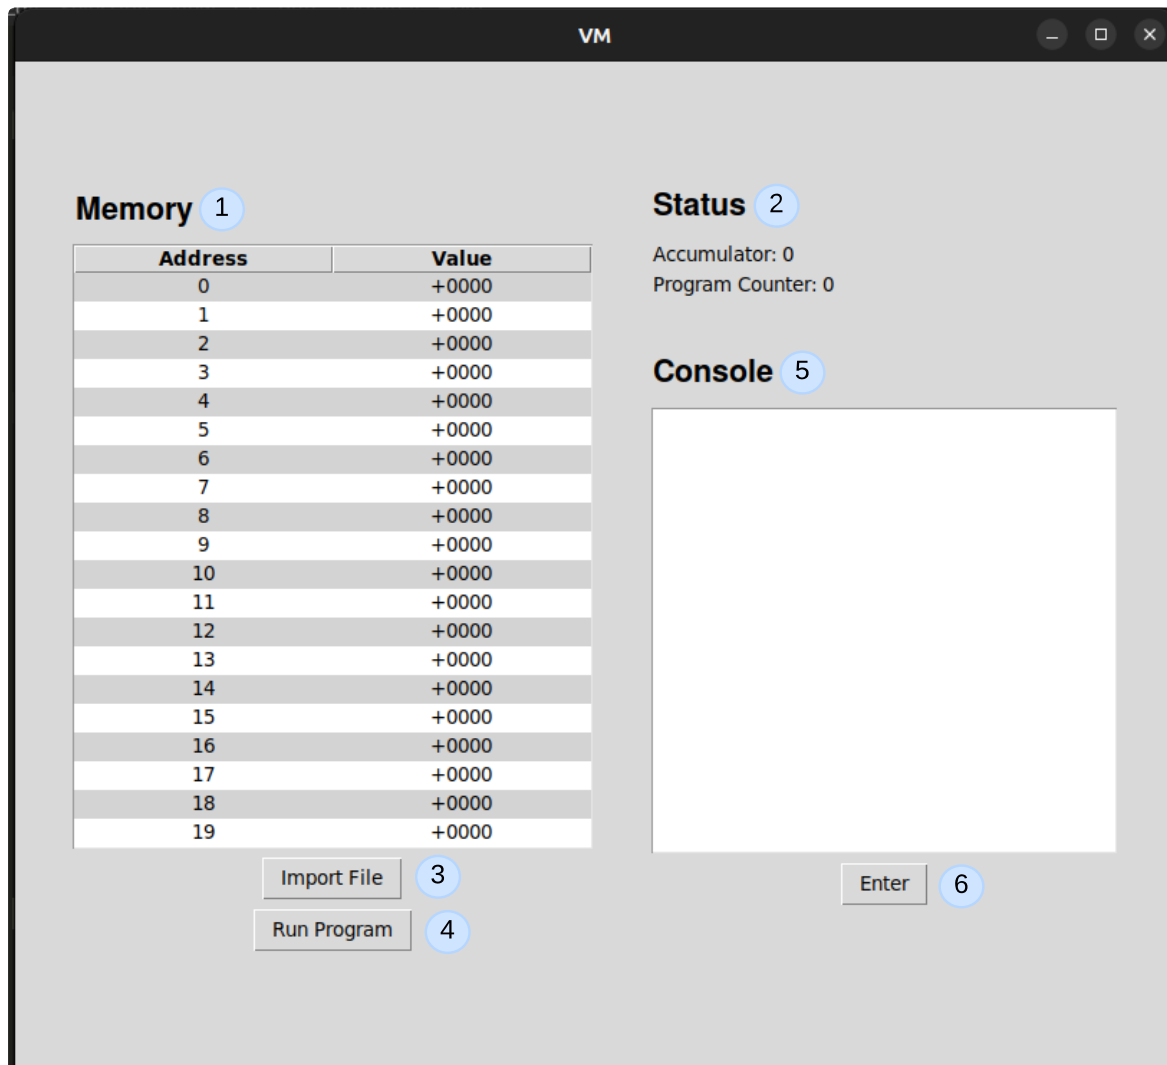 VM
Memory 1
Address Value
0 +0000
1 +0000
2 +0000
3 +0000
4 +0000
5 +0000
6 +0000
7 +0000
8 +0000
9 +0000
10 +0000
11 +0000
12 +0000
13 +0000
14 +0000
15 +0000
16 +0000
17 +0000
18 +0000
19 +0000
Import File 3
Run Program 4
Status 2
Accumulator: 0
Program Counter: 0
Console 5
Enter 6